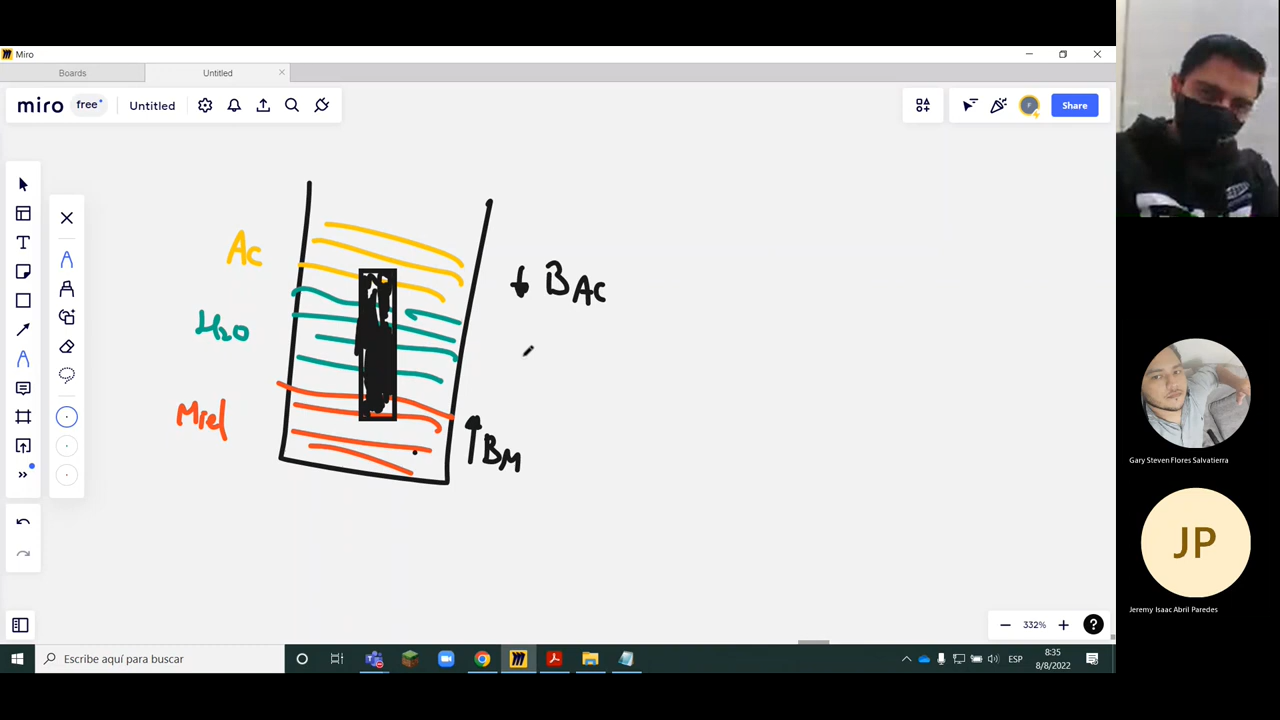 Miro
Boards
Untitled
miro
free
Untitled
Share
Ac
H2O
Miel
BAC
BM
332%
Gary Steven Flores Salvatierra
JP
Jeremy Isaac Abril Paredes
Escribe aquí para buscar
ESP
8:35
8/8/2022